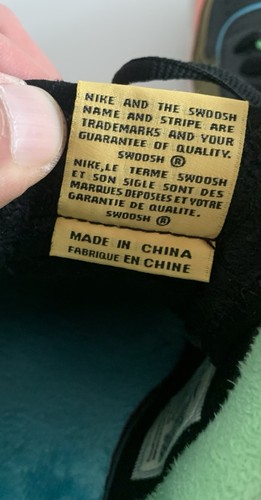 NIKE AND THE SWOOSH
NAME AND STRIPE ARE
TRADEMARKS AND YOUR
GUARANTEE OF QUALITY.
SWOOSH ®
NIKE, LE TERME SWOOSH
ET SON SIGLE SONT DES
MARQUES DEPOSEES ET VOTRE
GARANTIE DE QUALITE.
SWOOSH ®
MADE IN CHINA
FABRIQUE EN CHINE